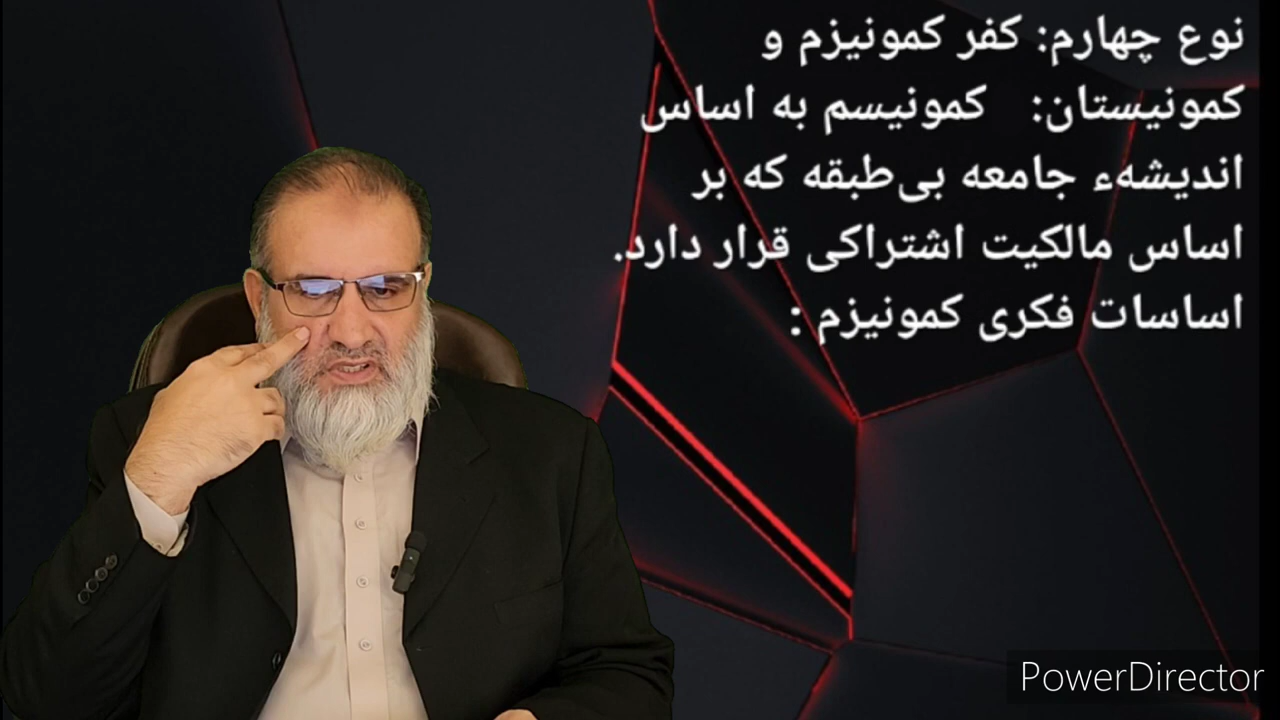 نوع چهارم: کفر کمونیزم و
کمونیستان: کمونیسم به اساس
اندیشهء جامعه بی‌طبقه که بر
اساس مالکیت اشتراکی قرار دارد.
اساسات فکری کمونیزم :
PowerDirector